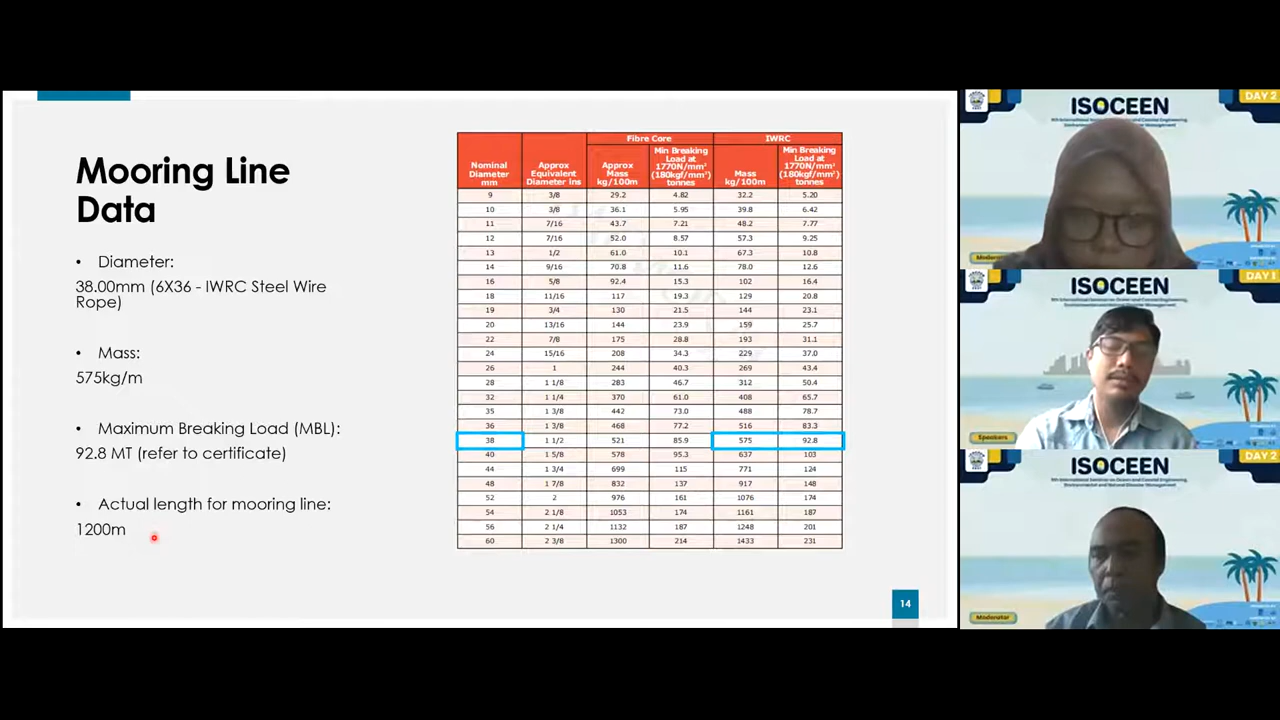 Mooring Line
Data
• Diameter:
38.00mm (6X36 - IWRC Steel Wire
Rope)
• Mass:
575kg/m
• Maximum Breaking Load (MBL):
92.8 MT (refer to certificate)
• Actual length for mooring line:
1200m
Fibre Core IWRC
Nominal Diameter mm Approx Equivalent Diameter Ins Approx Mass kg/100m Min Breaking Load at 1770N/mm² (180kgf/mm²) tonnes Mass kg/100m Min Breaking Load at 1770N/mm² (180kgf/mm²) tonnes
9 3/8 29.2 4.82 32.2 5.20
10 3/8 36.1 5.95 39.8 6.42
11 7/16 43.7 7.21 48.2 7.77
12 7/16 52.0 8.57 57.3 9.25
13 1/2 61.0 10.1 67.3 10.8
14 9/16 70.8 11.6 78.0 12.6
16 5/8 92.4 15.3 102 16.4
18 11/16 117 19.3 129 20.8
19 3/4 130 21.5 144 23.1
20 13/16 144 23.9 159 25.7
22 7/8 175 28.8 193 31.1
24 15/16 208 34.3 229 37.0
26 1 244 40.3 269 43.4
28 1 1/8 283 46.7 312 50.4
32 1 1/4 370 61.0 408 65.7
35 1 3/8 442 73.0 488 78.7
36 1 3/8 468 77.2 516 83.3
38 1 1/2 521 85.9 575 92.8
40 1 5/8 578 95.3 637 103
44 1 3/4 699 115 771 124
48 1 7/8 832 137 917 148
52 2 976 161 1076 174
54 2 1/8 1053 174 1161 187
56 2 1/4 1132 187 1248 201
60 2 3/8 1300 214 1433 231
14
ISOCEEN
DAY 2
ISOCEEN
DAY 1
Speakers
ISOCEEN
DAY 2
Moderator